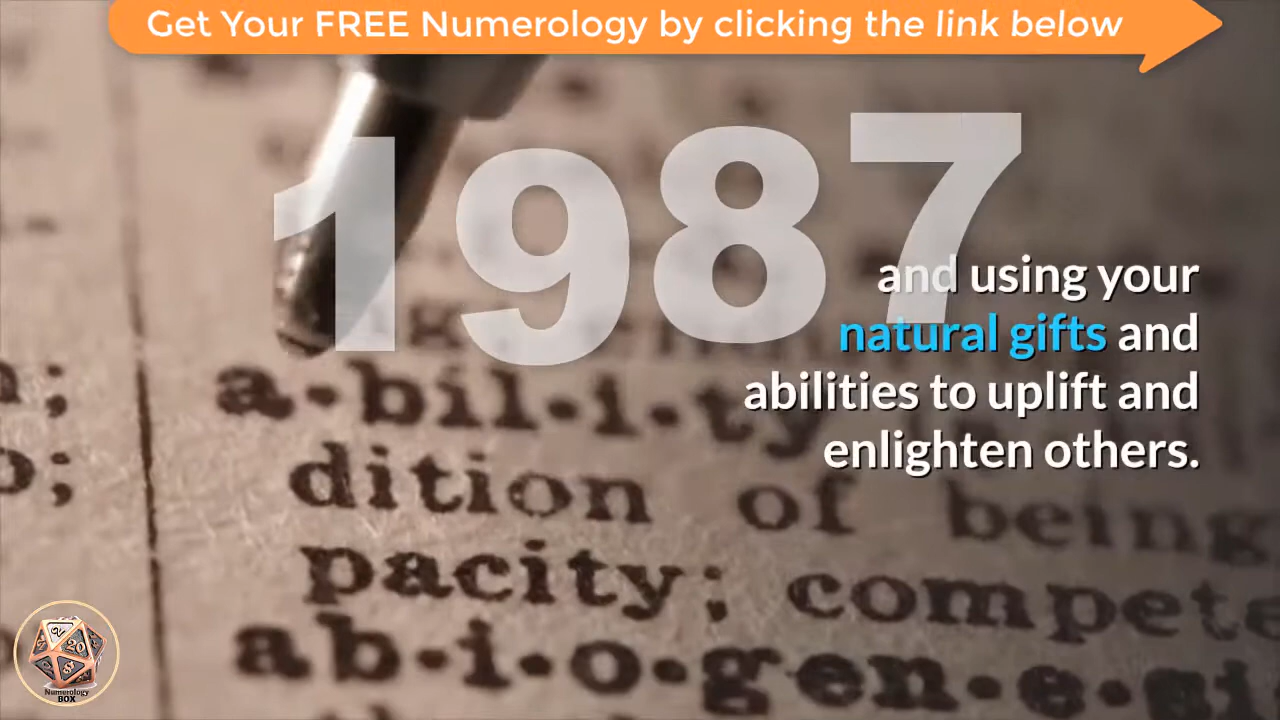 Get Your FREE Numerology by clicking the link below
1987
and using your
natural gifts and
abilities to uplift and
enlighten others.
a·bil·i·ty
dition of being
pacity; compete
ab·i·o·gen·e·si
Numerology
BOX